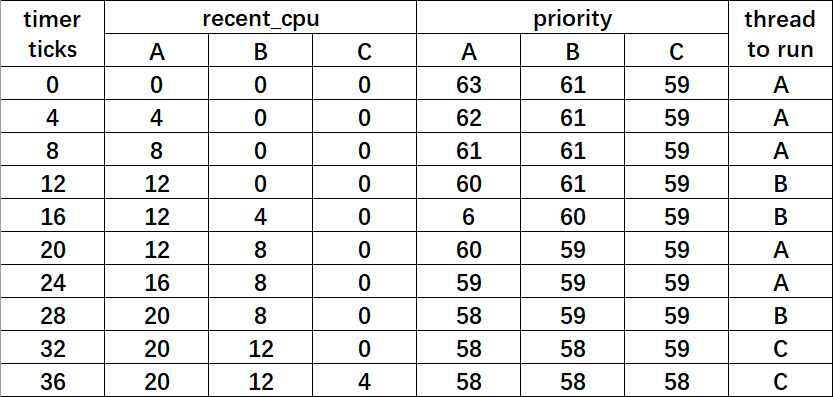 timer ticks recent_cpu priority thread to run
A B C A B C
0 0 0 0 63 61 59 A
4 4 0 0 62 61 59 A
8 8 0 0 61 61 59 A
12 12 0 0 60 61 59 B
16 12 4 0 6 60 59 B
20 12 8 0 60 59 59 A
24 16 8 0 59 59 59 A
28 20 8 0 58 59 59 B
32 20 12 0 58 58 59 C
36 20 12 4 58 58 58 C